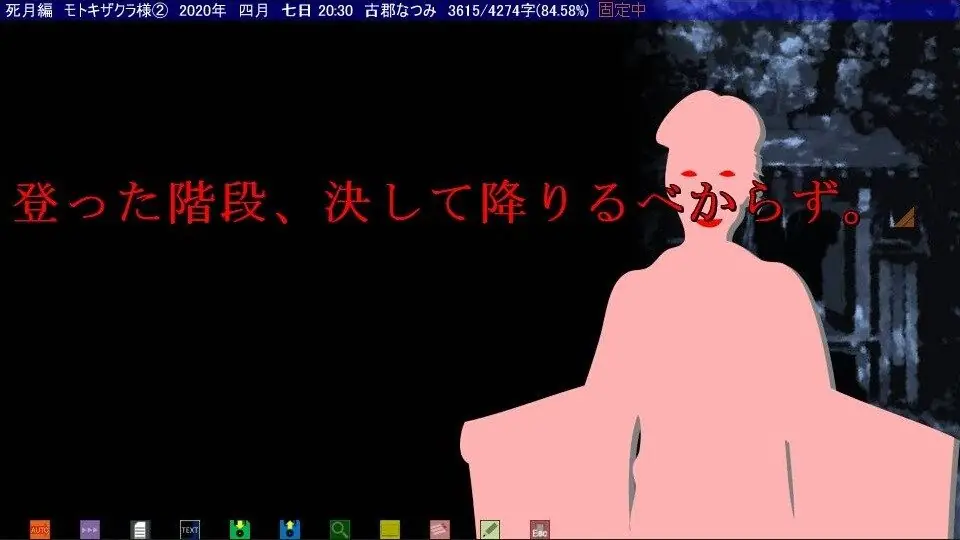 死月編 モトキザクラ様② 2020年 四月 七日 20:30 古郡なつみ 3615/4274字(84.58%) 固定中
登った階段、決して降りるべからず。
AUTO TEXT Esc